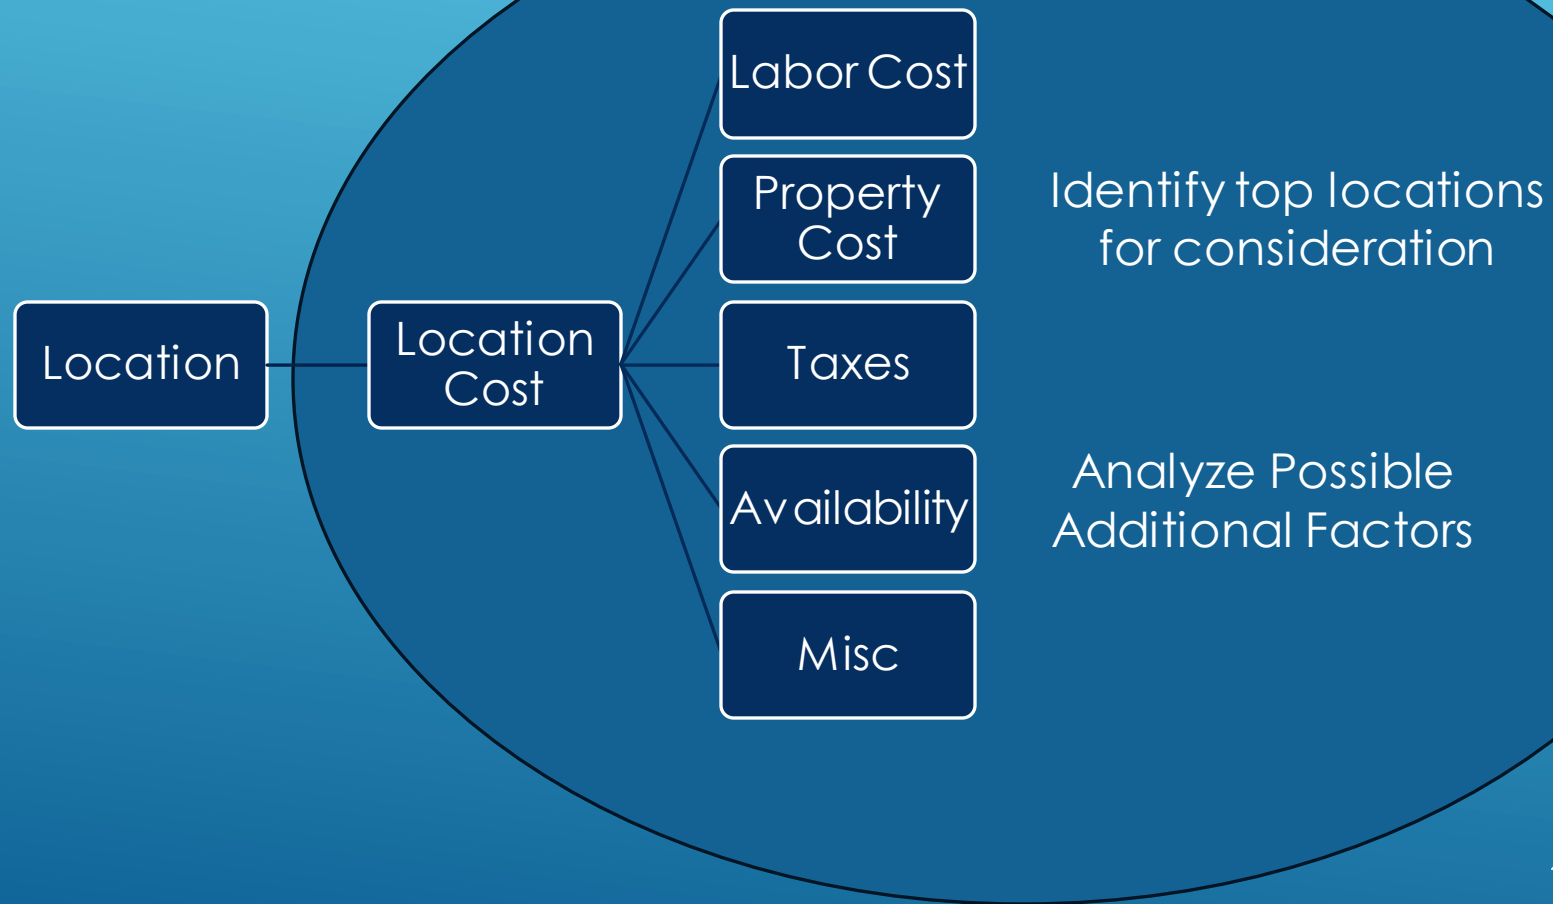 Labor Cost
Property
Cost
Identify top locations
for consideration
Location
Location
Cost
Taxes
Availability
Analyze Possible
Additional Factors
Misc